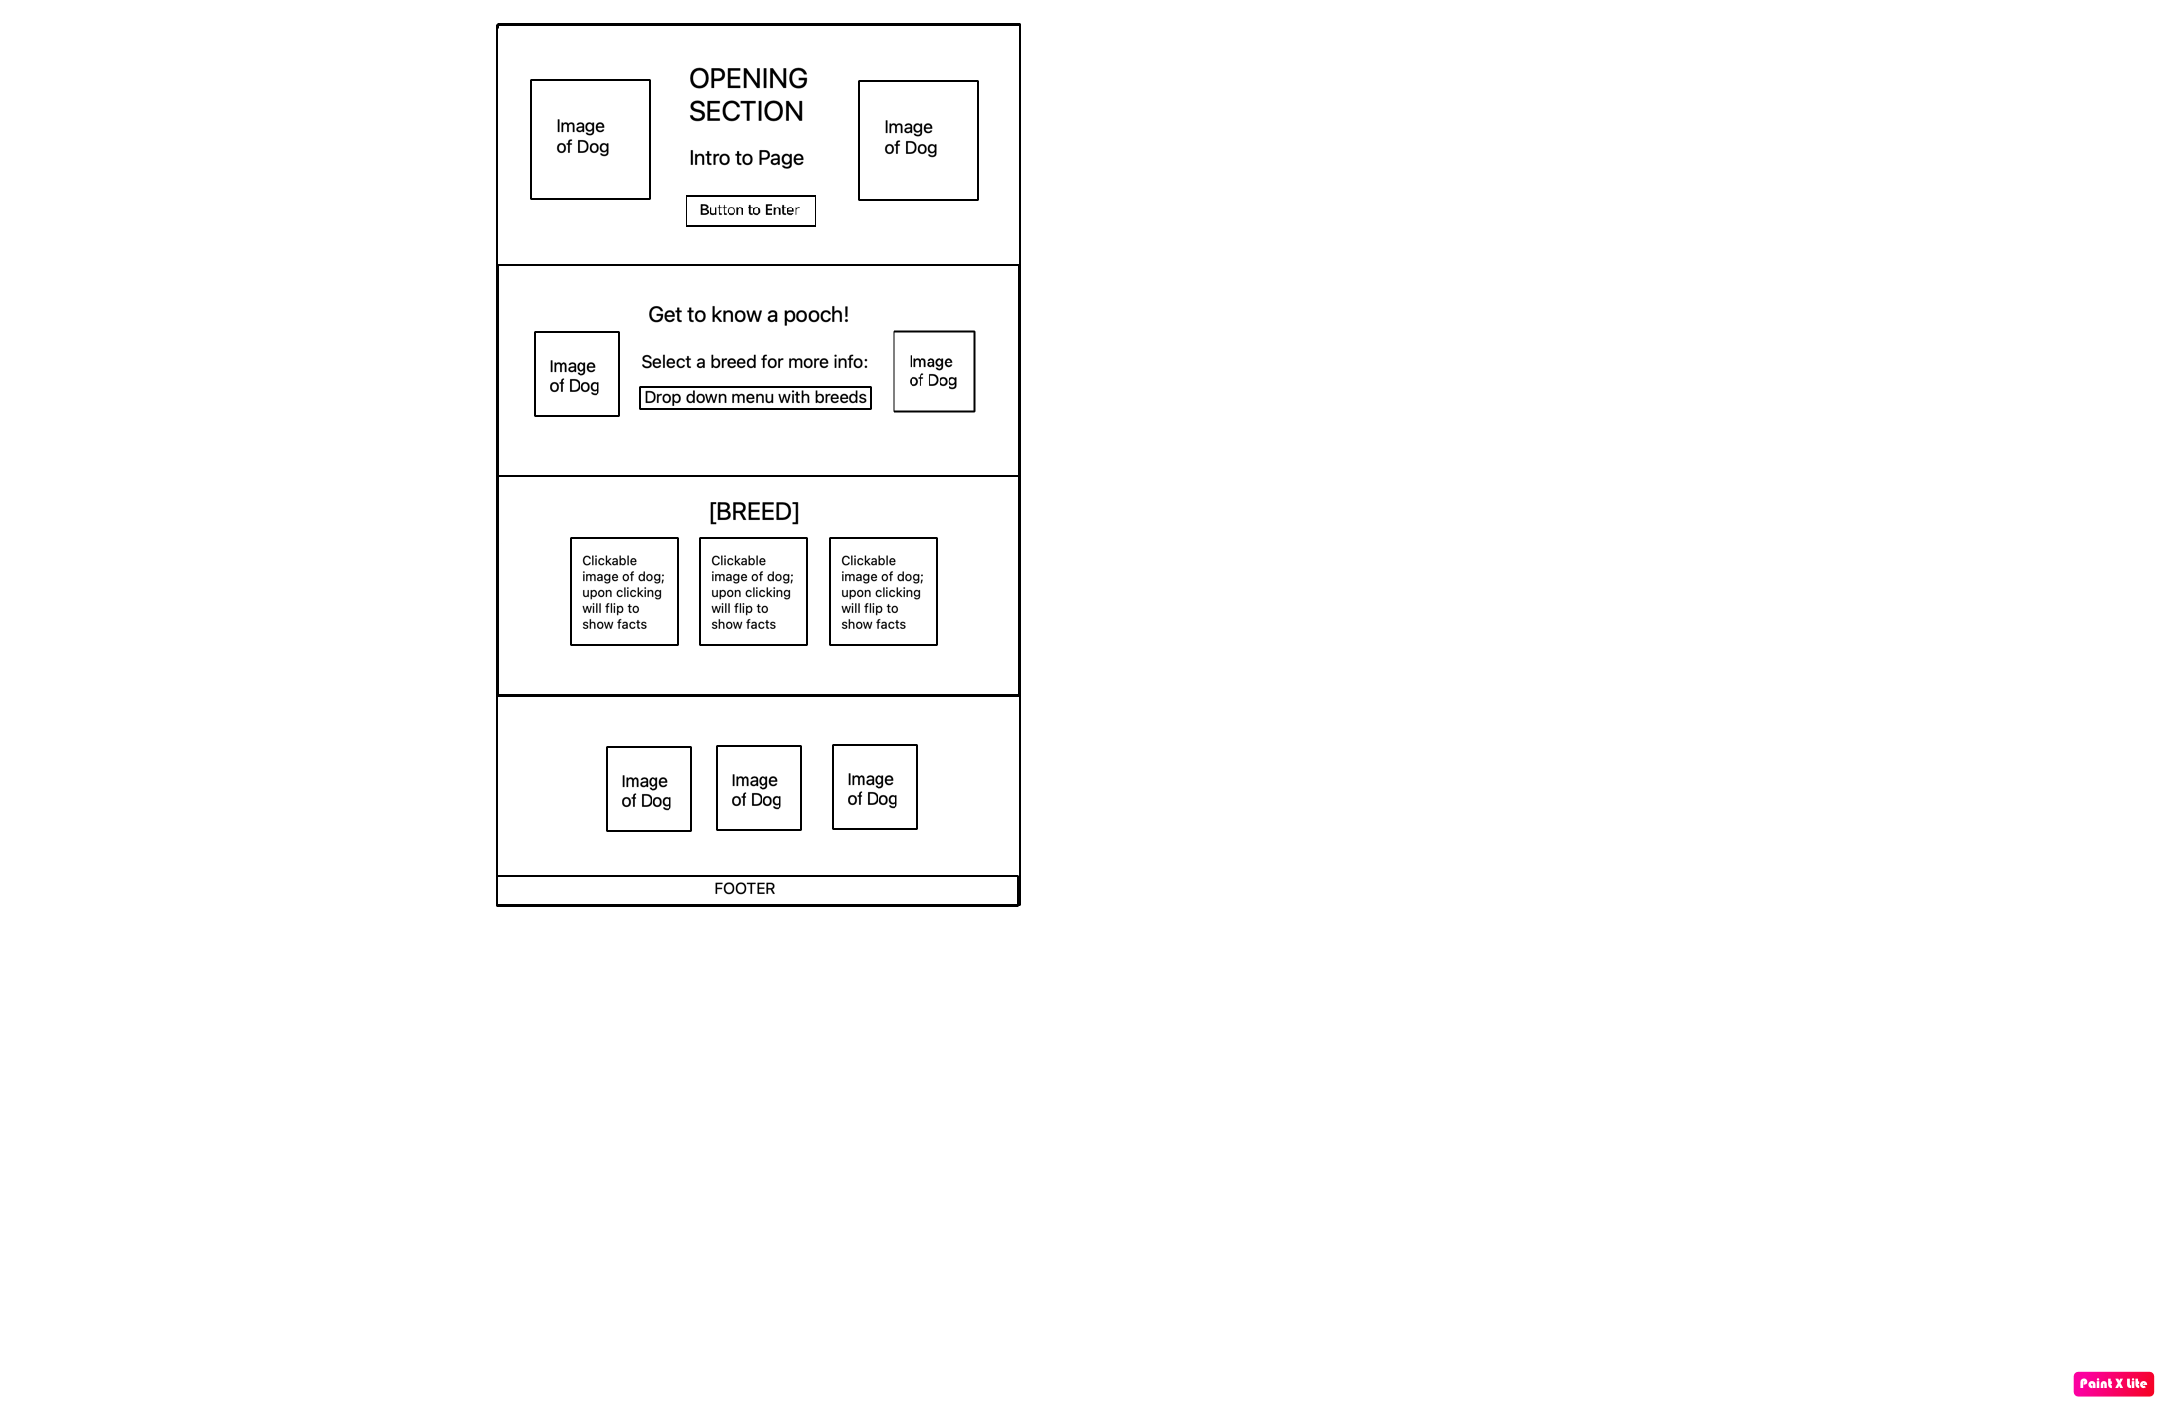 OPENING
SECTION
Image
of Dog
Intro to Page
Image
of Dog
Button to Enter
Get to know a pooch!
Image
of Dog
Select a breed for more info:
Drop down menu with breeds
Image
of Dog
[BREED]
Clickable
image of dog;
upon clicking
will flip to
show facts
Clickable
image of dog;
upon clicking
will flip to
show facts
Clickable
image of dog;
upon clicking
will flip to
show facts
Image
of Dog
Image
of Dog
Image
of Dog
FOOTER
Paint X Lite